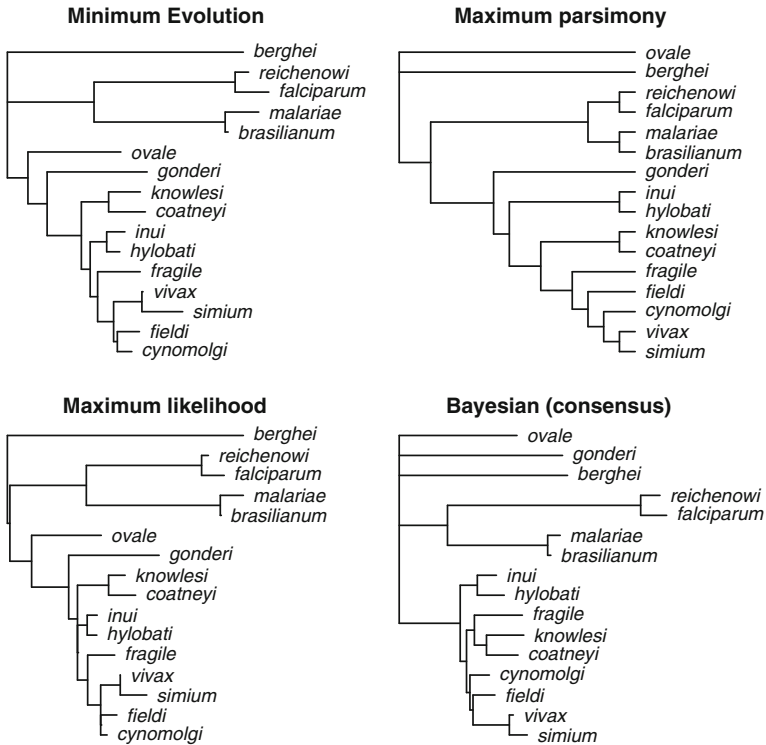 Minimum Evolution
berghei
reichenowi
falciparum
malariae
brasilianum
ovale
gonderi
knowlesi
coatneyi
inui
hylobati
fragile
vivax
simium
fieldi
cynomolgi
Maximum parsimony
ovale
berghei
reichenowi
falciparum
malariae
brasilianum
gonderi
inui
hylobati
knowlesi
coatneyi
fragile
fieldi
cynomolgi
vivax
simium
Maximum likelihood
berghei
reichenowi
falciparum
malariae
brasilianum
ovale
gonderi
knowlesi
coatneyi
inui
hylobati
fragile
vivax
simium
fieldi
cynomolgi
Bayesian (consensus)
ovale
gonderi
berghei
reichenowi
falciparum
malariae
brasilianum
inui
hylobati
fragile
knowlesi
coatneyi
cynomolgi
fieldi
vivax
simium